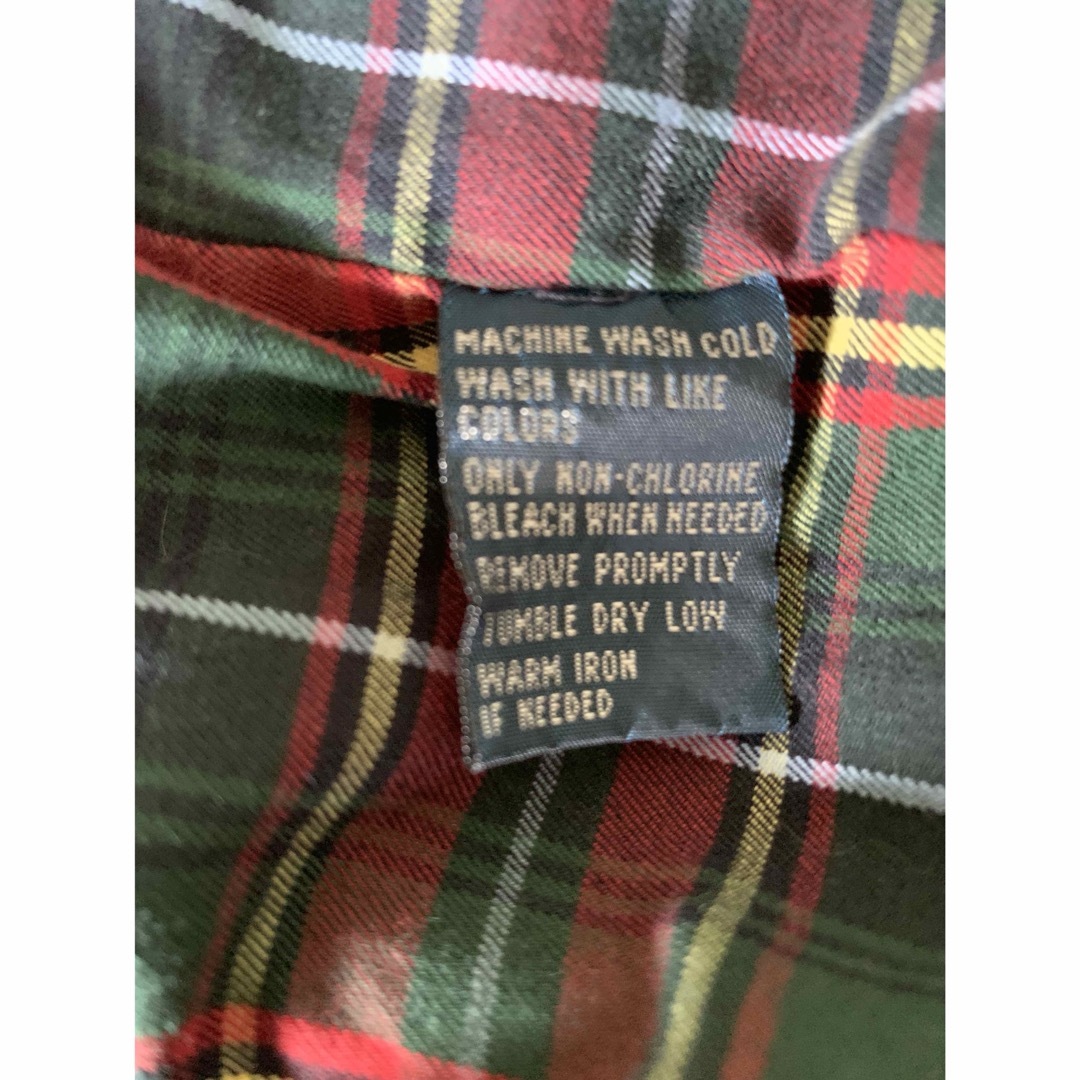 MACHINE WASH COLD
WASH WITH LIKE
COLORS
ONLY NON-CHLORINE
BLEACH WHEN NEEDED
REMOVE PROMPTLY
TUMBLE DRY LOW
WARM IRON
IF NEEDED